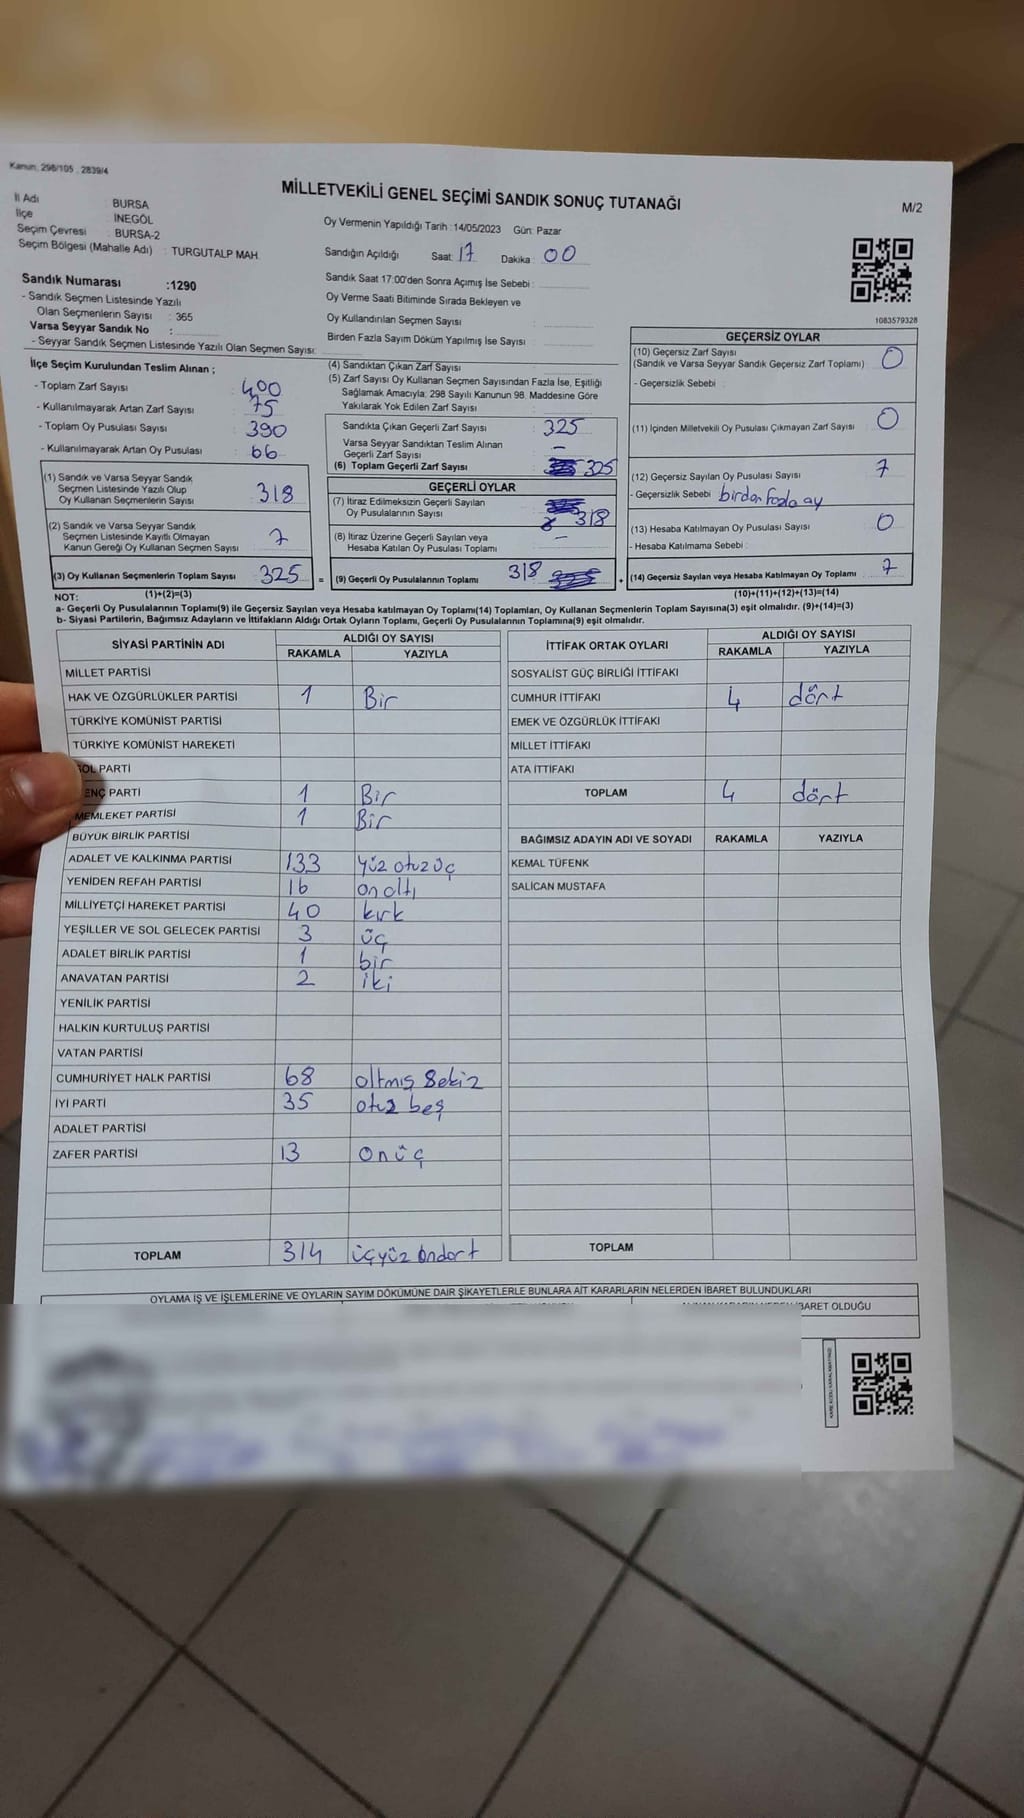 Kanun, 298/105 , 2839/4
MİLLETVEKİLİ GENEL SEÇİMİ SANDIK SONUÇ TUTANAĞI
M/2
İl Adı : BURSA
İlçe : İNEGÖL
Seçim Çevresi : BURSA-2
Seçim Bölgesi (Mahalle Adı) : TURGUTALP MAH.
Oy Vermenin Yapıldığı Tarih : 14/05/2023 Gün: Pazar
Sandığın Açıldığı Saat: 17 Dakika : 00
Sandık Saat 17:00'den Sonra Açımış İse Sebebi :
Oy Verme Saati Bitiminde Sırada Bekleyen ve
Oy Kullandırılan Seçmen Sayısı :
Birden Fazla Sayım Döküm Yapılmış İse Sayısı :
Sandık Numarası :1290
- Sandık Seçmen Listesinde Yazılı
Olan Seçmenlerin Sayısı : 365
Varsa Seyyar Sandık No :
- Seyyar Sandık Seçmen Listesinde Yazılı Olan Seçmen Sayısı:
1083579328
İlçe Seçim Kurulundan Teslim Alınan ;
- Toplam Zarf Sayısı : 400
- Kullanılmayarak Artan Zarf Sayısı : 75
- Toplam Oy Pusulası Sayısı : 390
- Kullanılmayarak Artan Oy Pusulası : 66
(1) Sandık ve Varsa Seyyar Sandık
Seçmen Listesinde Yazılı Olup
Oy Kullanan Seçmenlerin Sayısı : 318
(2) Sandık ve Varsa Seyyar Sandık
Seçmen Listesinde Kayıtlı Olmayan
Kanun Gereği Oy Kullanan Seçmen Sayısı : 7
(3) Oy Kullanan Seçmenlerin Toplam Sayısı : 325 =
(1)+(2)=(3)
(4) Sandıktan Çıkan Zarf Sayısı :
(5) Zarf Sayısı Oy Kullanan Seçmen Sayısından Fazla İse, Eşitliği
Sağlamak Amacıyla; 298 Sayılı Kanunun 98. Maddesine Göre
Yakılarak Yok Edilen Zarf Sayısı :
Sandıkta Çıkan Geçerli Zarf Sayısı : 325
Varsa Seyyar Sandıktan Teslim Alınan
Geçerli Zarf Sayısı : –
(6) Toplam Geçerli Zarf Sayısı : 325
GEÇERLİ OYLAR
(7) İtiraz Edilmeksizin Geçerli Sayılan
Oy Pusulalarının Sayısı : 318
(8) İtiraz Üzerine Geçerli Sayılan veya
Hesaba Katılan Oy Pusulası Toplamı : –
(9) Geçerli Oy Pusulalarının Toplamı : 318 +
GEÇERSİZ OYLAR
(10) Geçersiz Zarf Sayısı
(Sandık ve Varsa Seyyar Sandık Geçersiz Zarf Toplamı) : 0
- Geçersizlik Sebebi :
(11) İçinden Milletvekili Oy Pusulası Çıkmayan Zarf Sayısı : 0
(12) Geçersiz Sayılan Oy Pusulası Sayısı : 7
- Geçersizlik Sebebi : birden fazla oy
(13) Hesaba Katılmayan Oy Pusulası Sayısı : 0
- Hesaba Katılmama Sebebi :
(14) Geçersiz Sayılan veya Hesaba Katılmayan Oy Toplamı : 7
(10)+(11)+(12)+(13)=(14)
NOT:
a- Geçerli Oy Pusulalarının Toplamı(9) ile Geçersiz Sayılan veya Hesaba katılmayan Oy Toplamı(14) Toplamları, Oy Kullanan Seçmenlerin Toplam Sayısına(3) eşit olmalıdır. (9)+(14)=(3)
b- Siyasi Partilerin, Bağımsız Adayların ve İttifakların Aldığı Ortak Oyların Toplamı, Geçerli Oy Pusulalarının Toplamına(9) eşit olmalıdır.
SİYASİ PARTİNİN ADI ALDIĞI OY SAYISI
RAKAMLA YAZIYLA
MİLLET PARTİSİ
HAK VE ÖZGÜRLÜKLER PARTİSİ 1 Bir
TÜRKİYE KOMÜNİST PARTİSİ
TÜRKİYE KOMÜNİST HAREKETİ
SOL PARTİ
ENÇ PARTİ 1 Bir
MEMLEKET PARTİSİ 1 Bir
BÜYÜK BİRLİK PARTİSİ
ADALET VE KALKINMA PARTİSİ 133 yüz otuz üç
YENİDEN REFAH PARTİSİ 16 on altı
MİLLİYETÇİ HAREKET PARTİSİ 40 kırk
YEŞİLLER VE SOL GELECEK PARTİSİ 3 üç
ADALET BİRLİK PARTİSİ 1 bir
ANAVATAN PARTİSİ 2 iki
YENİLİK PARTİSİ
HALKIN KURTULUŞ PARTİSİ
VATAN PARTİSİ
CUMHURİYET HALK PARTİSİ 68 altmış sekiz
İYİ PARTİ 35 otuz beş
ADALET PARTİSİ
ZAFER PARTİSİ 13 onüç
TOPLAM 314 üçyüz ondört
İTTİFAK ORTAK OYLARI ALDIĞI OY SAYISI
RAKAMLA YAZIYLA
SOSYALİST GÜÇ BİRLİĞİ İTTİFAKI
CUMHUR İTTİFAKI 4 dört
EMEK VE ÖZGÜRLÜK İTTİFAKI
MİLLET İTTİFAKI
ATA İTTİFAKI
TOPLAM 4 dört
BAĞIMSIZ ADAYIN ADI VE SOYADI RAKAMLA YAZIYLA
KEMAL TÜFENK
SALİCAN MUSTAFA
TOPLAM
OYLAMA İŞ VE İŞLEMLERİNE VE OYLARIN SAYIM DÖKÜMÜNE DAİR ŞİKAYETLERLE BUNLARA AİT KARARLARIN NELERDEN İBARET BULUNDUKLARI
İBARET OLDUĞU